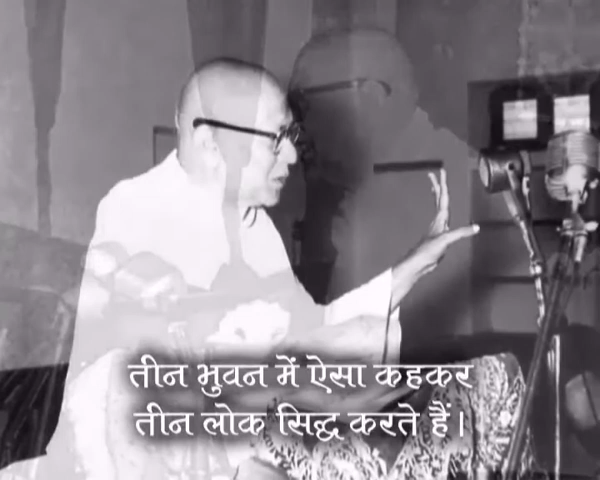 तीन भुवन में ऐसा कहकर
तीन लोक सिद्ध करते हैं।